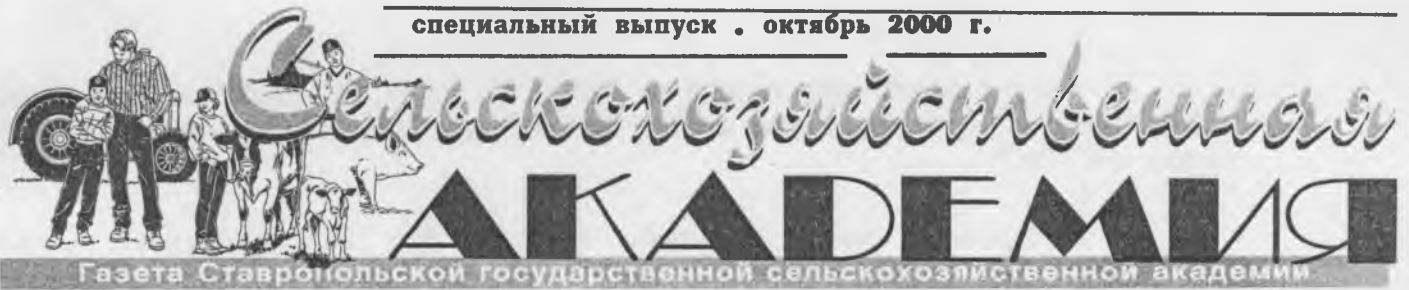 специальный выпуск . октябрь 2000 г.
Сельскохозяйственная
АКАДЕМИЯ
Газета Ставропольской государственной сельскохозяйственной академии